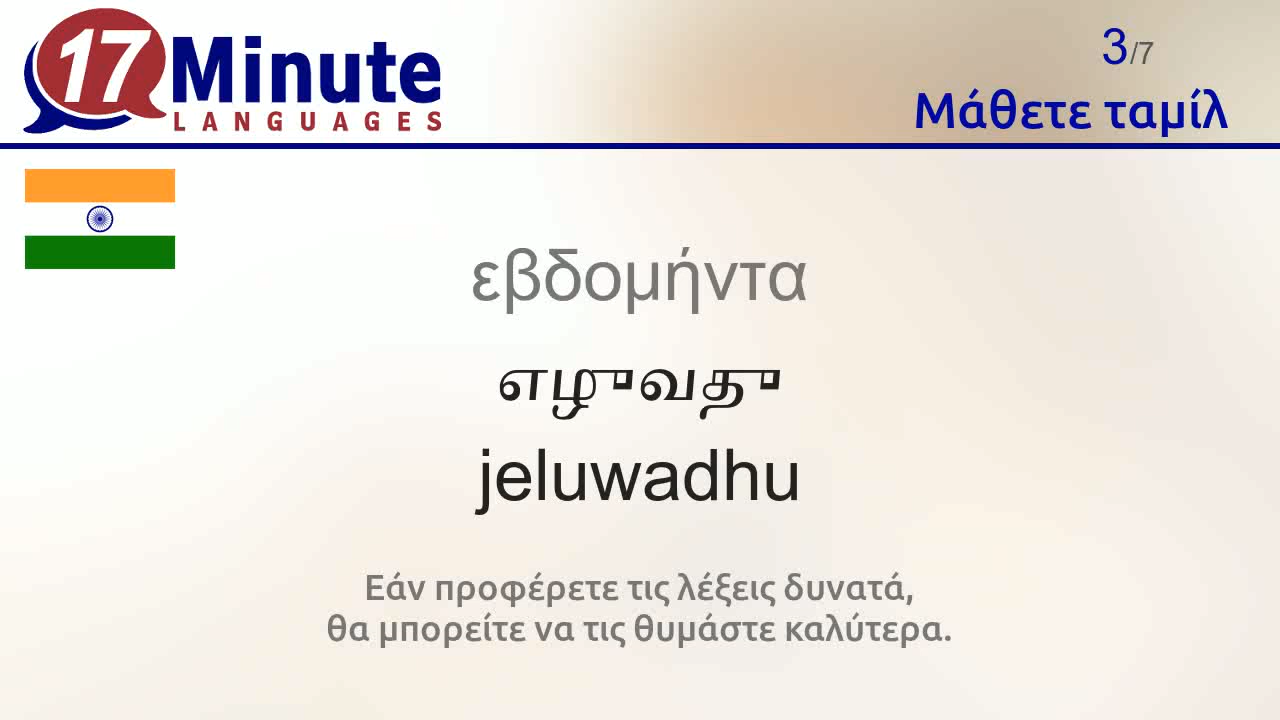 17 Minute
LANGUAGES
3/7
Μάθετε ταμίλ
εβδομήντα
எழுவது
jeluwadhu
Εάν προφέρετε τις λέξεις δυνατά,
θα μπορείτε να τις θυμάστε καλύτερα.